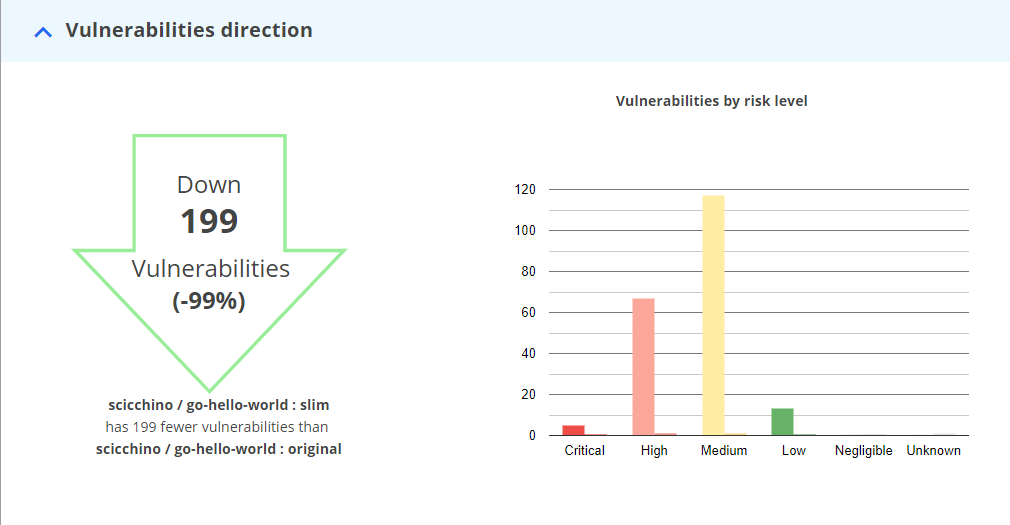 Vulnerabilities direction
Down
199
Vulnerabilities
(-99%)
scicchino / go-hello-world : slim
has 199 fewer vulnerabilities than
scicchino / go-hello-world : original
Vulnerabilities by risk level
120
100
80
60
40
20
0
Critical High Medium Low Negligible Unknown